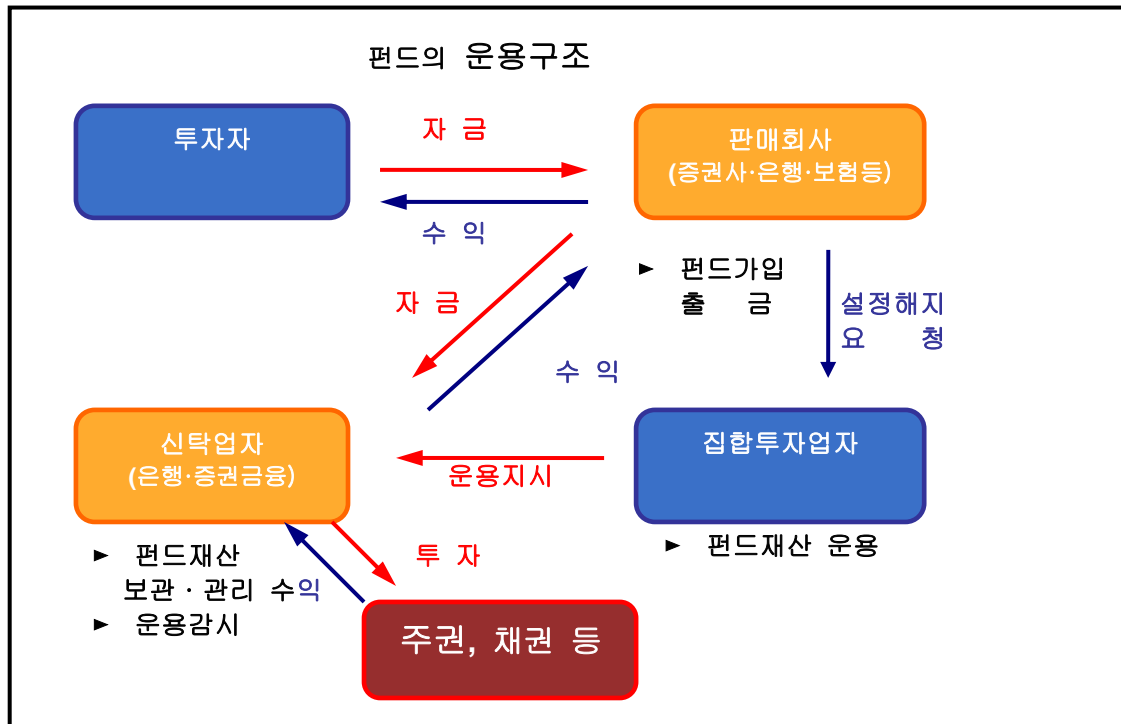 펀드의 운용구조
투자자
자 금
판매회사
(증권사·은행·보험등)
수 익
► 펀드가입
출 금
설정해지
요 청
자 금
수 익
신탁업자
(은행·증권금융)
운용지시
집합투자업자
► 펀드재산 운용
► 펀드재산
보관 · 관리 수익
► 운용감시
투 자
주권, 채권 등